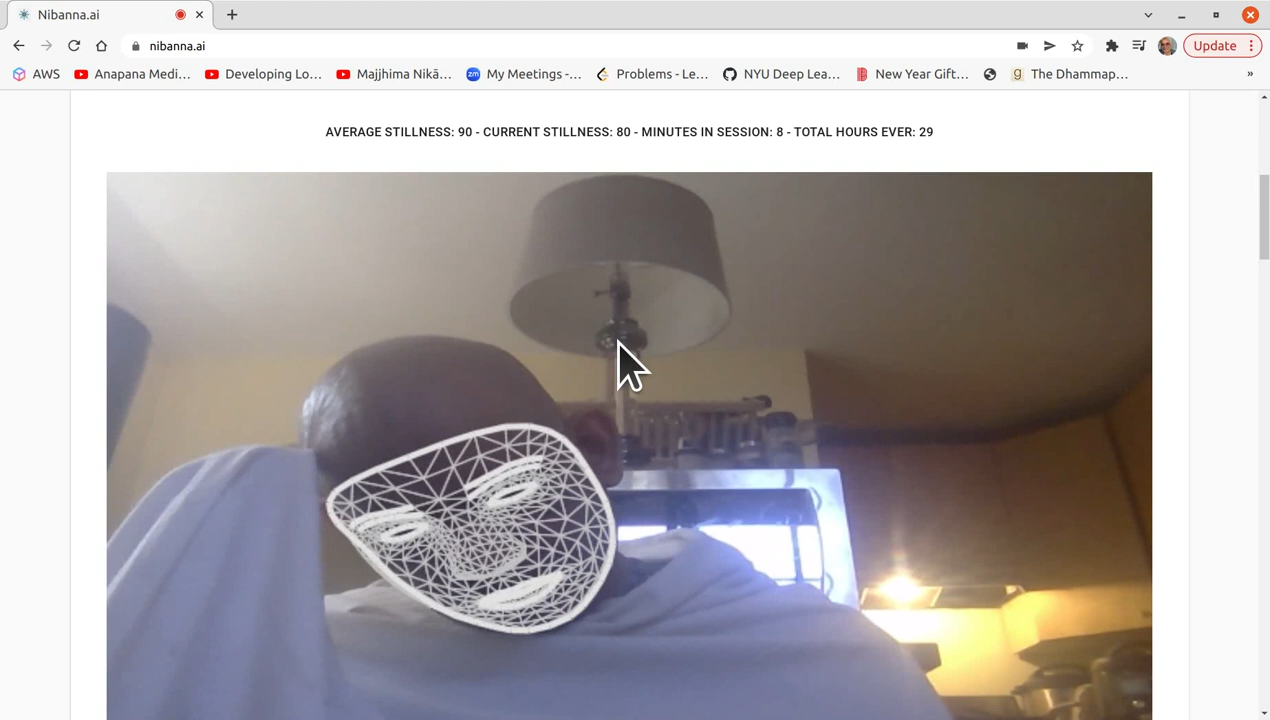 Nibanna.ai
nibanna.ai
Update
AWS
Anapana Medi...
Developing Lo...
Majjhima Nikā...
zm My Meetings -...
Problems - Le...
NYU Deep Lea...
New Year Gift...
g The Dhammap...
»
AVERAGE STILLNESS: 90 - CURRENT STILLNESS: 80 - MINUTES IN SESSION: 8 - TOTAL HOURS EVER: 29